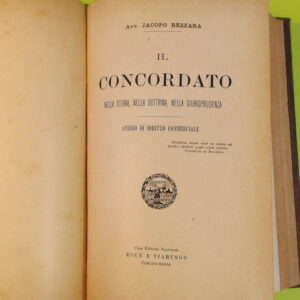 Avv. JACOPO REZZARA
IL
CONCORDATO
NELLA STORIA, NELLA DOTTRINA, NELLA GIURISPRUDENZA
STUDIO DI DIRITTO COMMERCIALE
Casa Editrice Nazionale
ROUX E VIARENGO
TORINO-ROMA